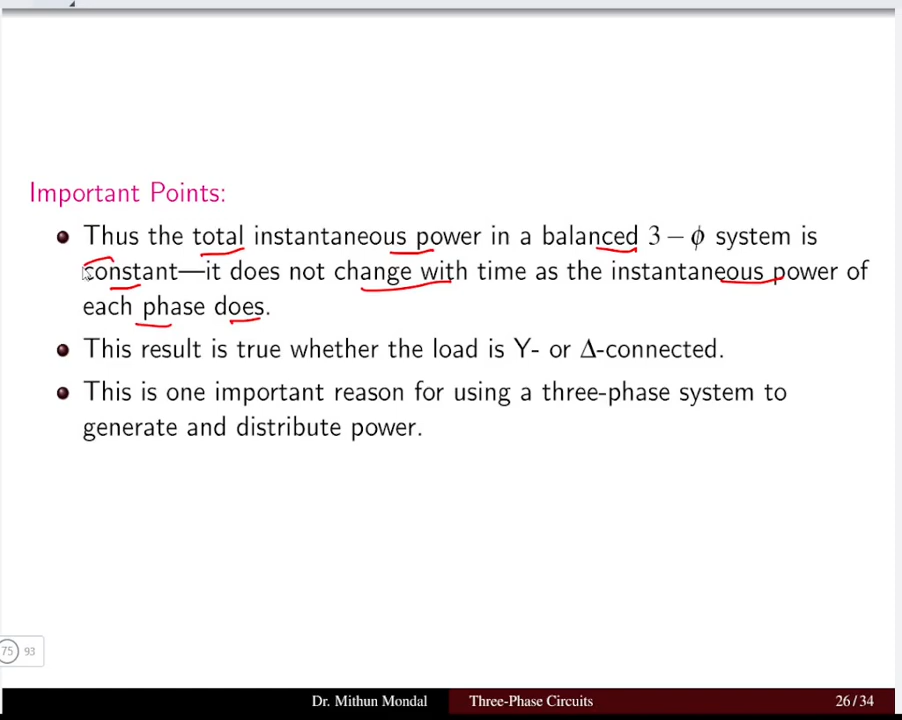 Important Points:
Thus the total instantaneous power in a balanced 3 − ϕ system is
constant—it does not change with time as the instantaneous power of
each phase does.
This result is true whether the load is Y- or Δ-connected.
This is one important reason for using a three-phase system to
generate and distribute power.
75 93
Dr. Mithun Mondal Three-Phase Circuits 26 / 34